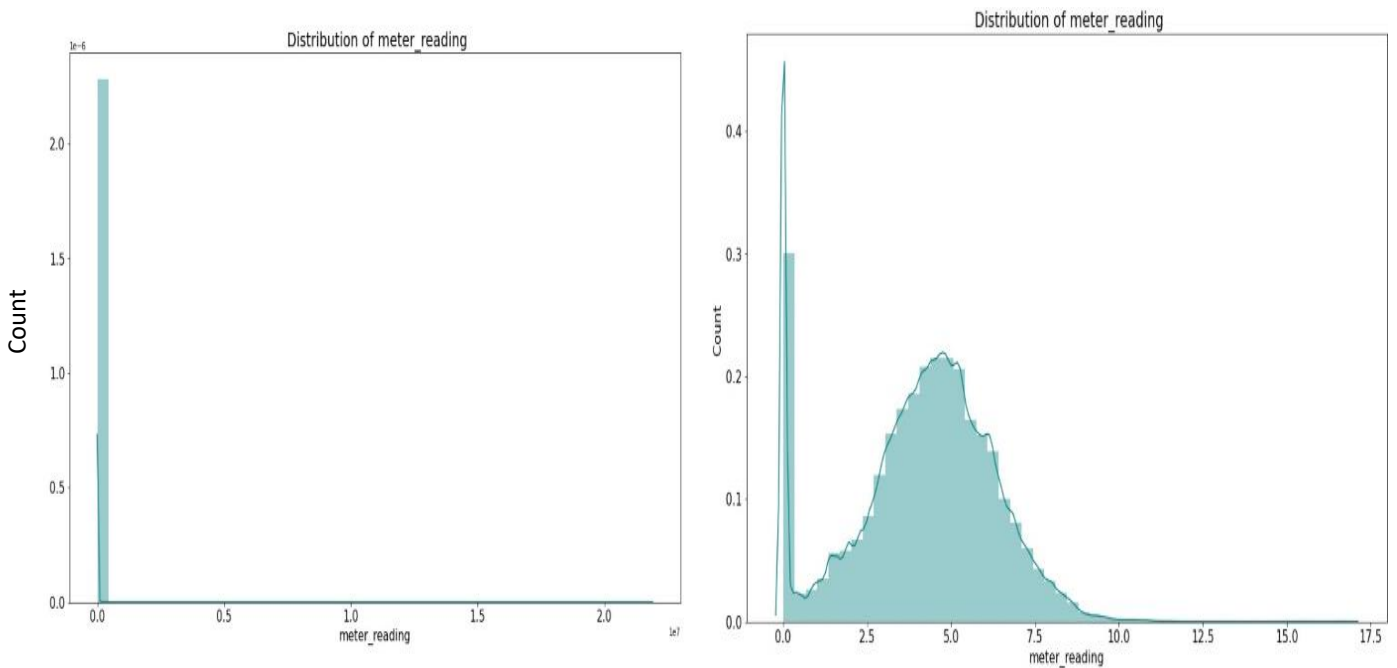 Distribution of meter_reading
1e−6
2.0
1.5
1.0
0.5
0.0
Count
0.0 0.5 1.0 1.5 2.0
1e7
meter_reading
Distribution of meter_reading
0.4
0.3
0.2
0.1
0.0
Count
0.0 2.5 5.0 7.5 10.0 12.5 15.0 17.5
meter_reading